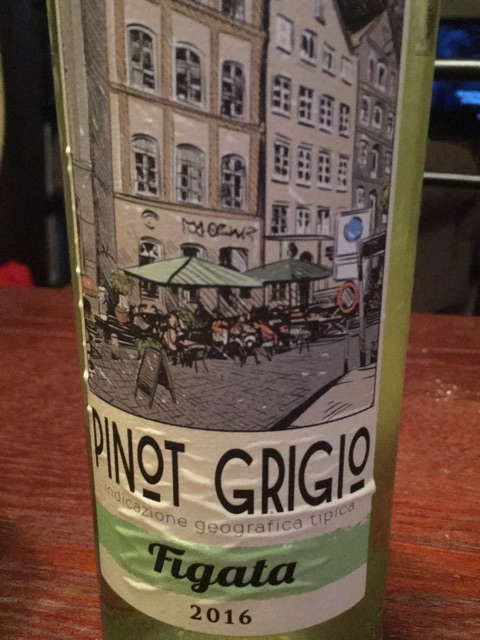 PINOT GRIGIO
indicazione geografica tipica
Figata
2016